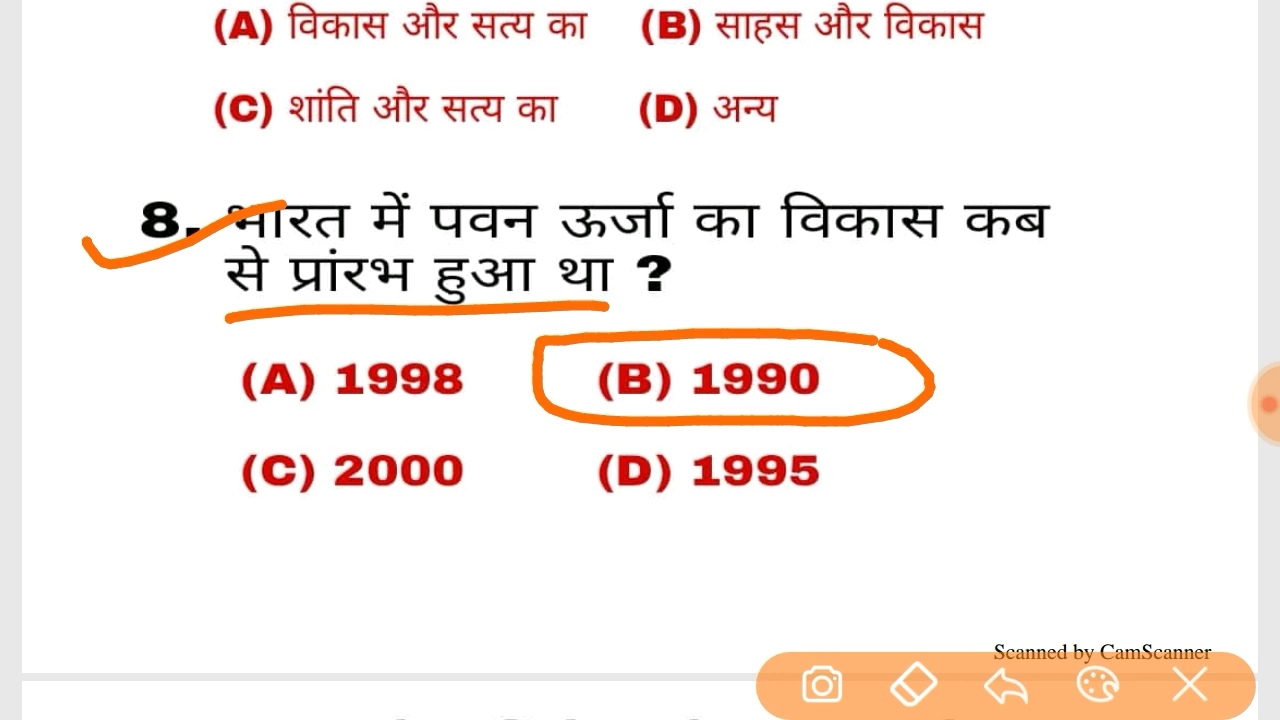 (A) विकास और सत्य का (B) साहस और विकास
(C) शांति और सत्य का (D) अन्य
8. भारत में पवन ऊर्जा का विकास कब
से प्रांरभ हुआ था ?
(A) 1998 (B) 1990
(C) 2000 (D) 1995
Scanned by CamScanner